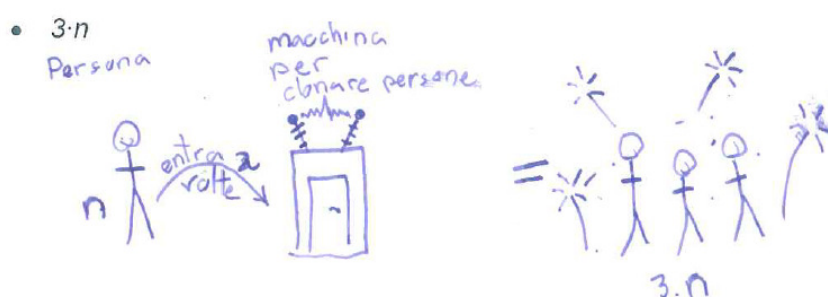 • 3·n
Persona
macchina
per
clonare persone
entra 2
volte
n
=
3.n